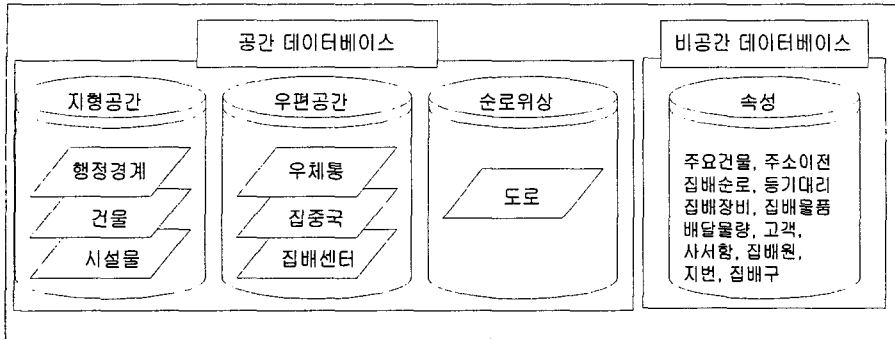 공간 데이터베이스
비공간 데이터베이스
지형공간
우편공간
순로위상
속성
행정경계
건물
시설물
우체통
집중국
집배센터
도로
주요건물, 주소이전
집배순로, 등기대리
집배장비, 집배물품
배달물량, 고객,
사서함, 집배원,
지번, 집배구